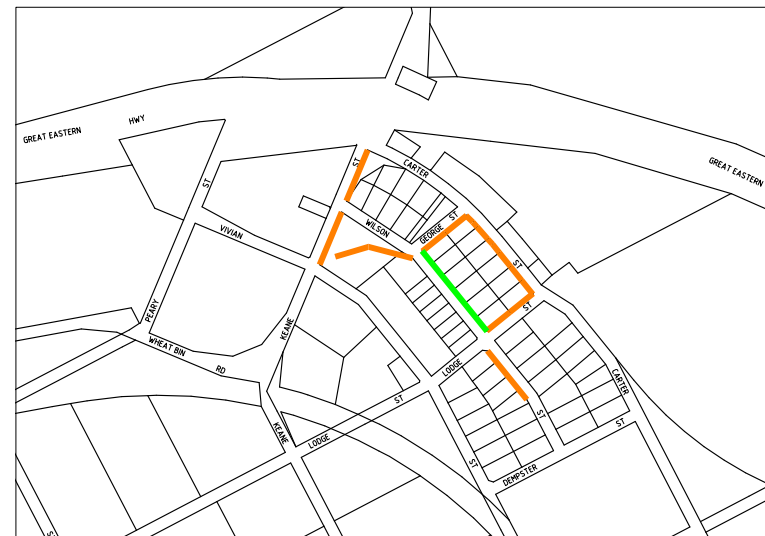 GREAT EASTERN
HWY
GREAT EASTERN
ST
CARTER
ST
VIVIAN
WILSON
GEORGE
ST
ST
PEARY
KEANE
ST
WHEAT BIN
RD
LODGE
CARTER
ST
KEANE
LODGE
ST
ST
ST
DEMPSTER